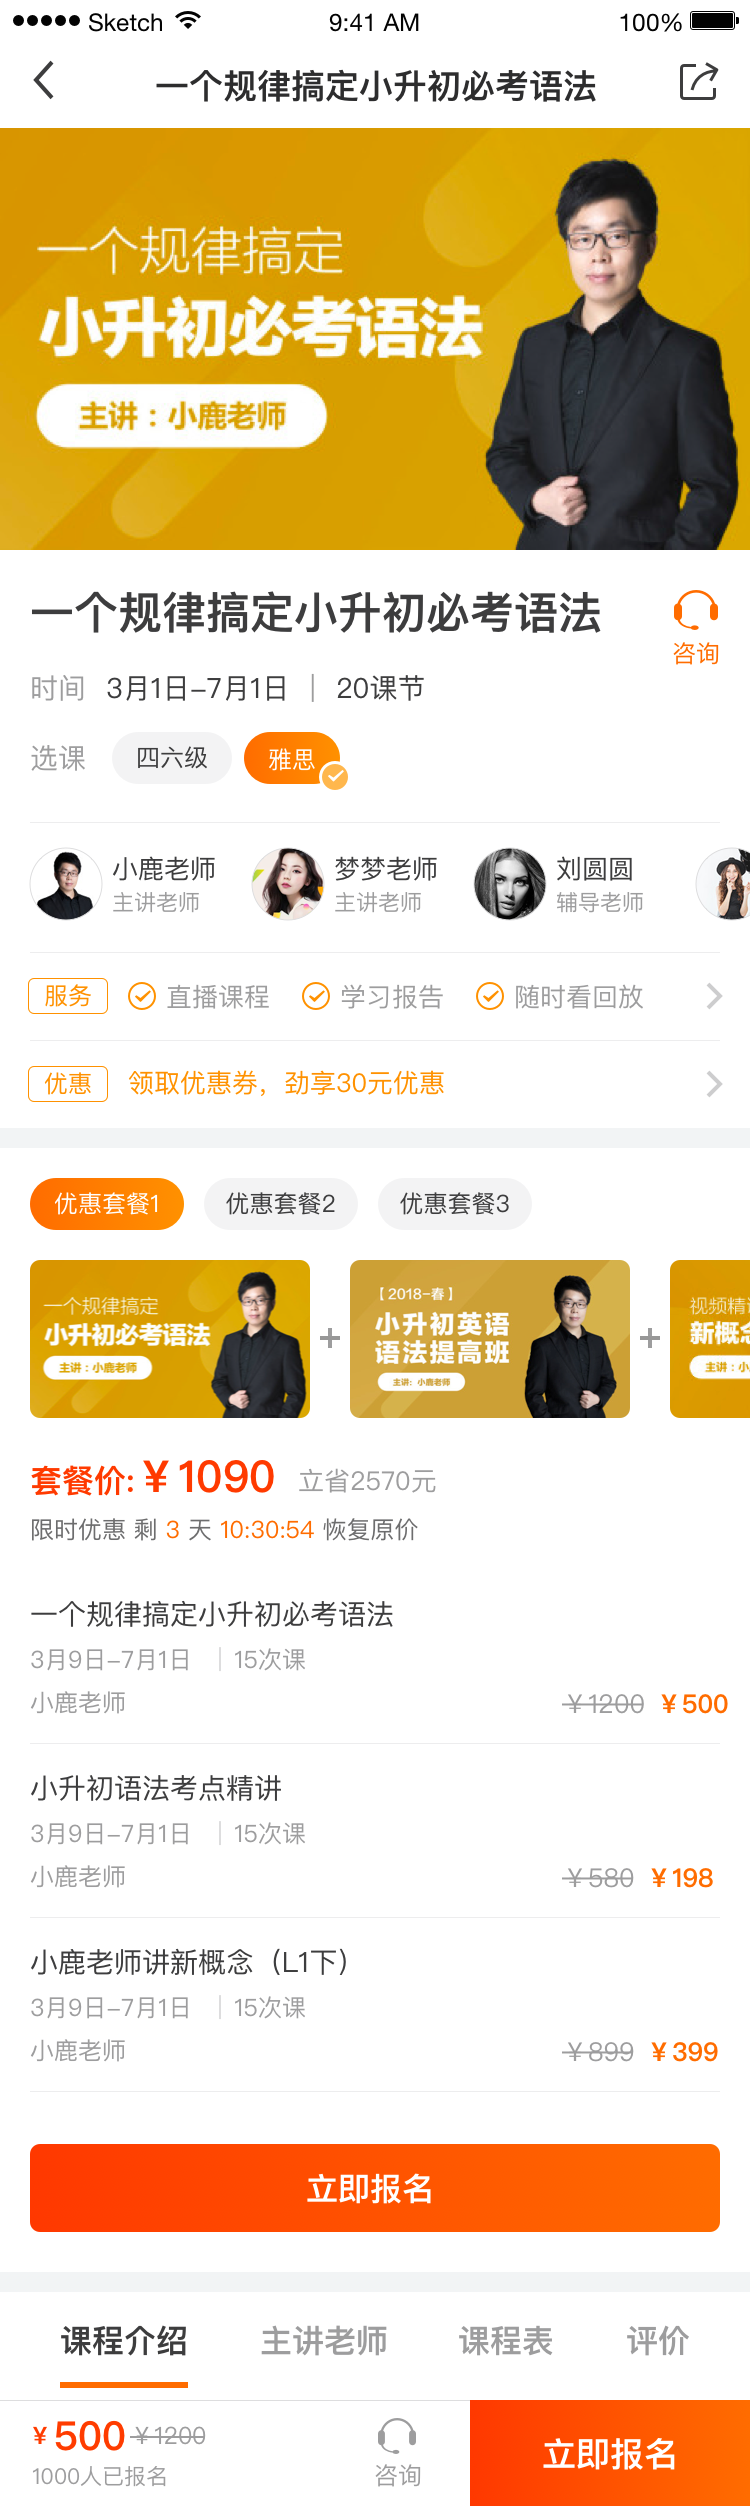 Sketch 9:41 AM 100%
一个规律搞定小升初必考语法
一个规律搞定
小升初必考语法
主讲：小鹿老师
一个规律搞定小升初必考语法
咨询
时间 3月1日-7月1日 | 20课节
选课 四六级 雅思
小鹿老师 梦梦老师 刘圆圆
主讲老师 主讲老师 辅导老师
服务 直播课程 学习报告 随时看回放
优惠 领取优惠券，劲享30元优惠
优惠套餐1 优惠套餐2 优惠套餐3
一个规律搞定
小升初必考语法
主讲：小鹿老师
+
【2018-春】
小升初英语
语法提高班
主讲：小鹿老师
+
视频精
新概
主讲：小
套餐价: ¥ 1090 立省2570元
限时优惠 剩 3 天 10:30:54 恢复原价
一个规律搞定小升初必考语法
3月9日-7月1日 | 15次课
小鹿老师 ¥1200 ¥500
小升初语法考点精讲
3月9日-7月1日 | 15次课
小鹿老师 ¥580 ¥198
小鹿老师讲新概念（L1下）
3月9日-7月1日 | 15次课
小鹿老师 ¥899 ¥399
立即报名
课程介绍 主讲老师 课程表 评价
¥ 500 ¥1200
1000人已报名
咨询
立即报名